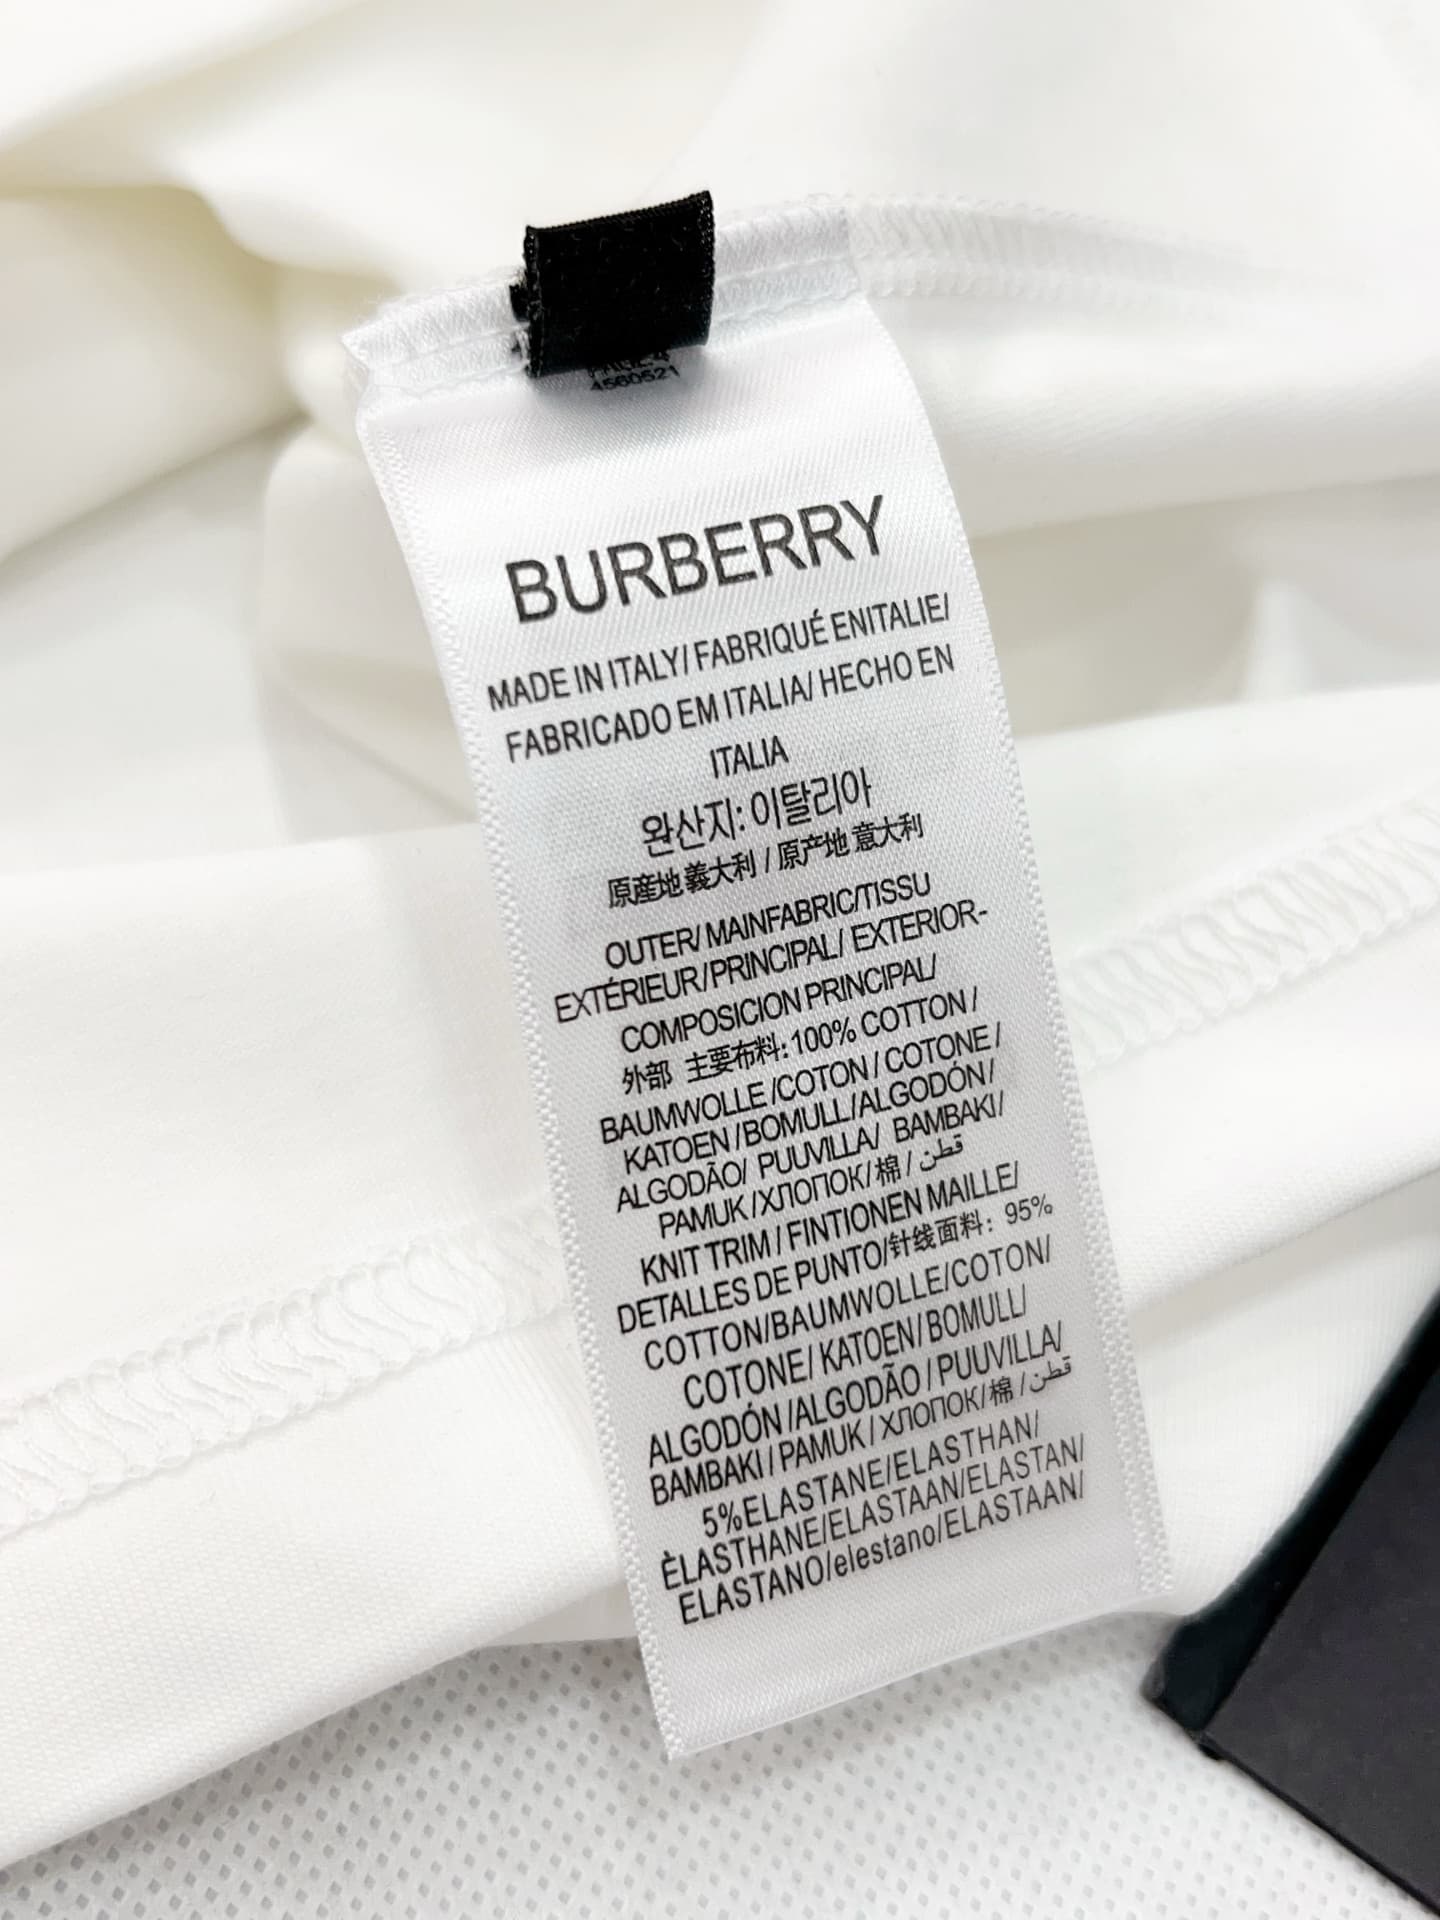 4560521
BURBERRY
MADE IN ITALY/ FABRIQUÉ ENITALIE/
FABRICADO EM ITALIA/ HECHO EN
ITALIA
완산지: 이탈리아
原産地 義大利 / 原产地 意大利
OUTER/ MAINFABRIC/TISSU
EXTÉRIEUR/PRINCIPAL/ EXTERIOR-
COMPOSICION PRINCIPAL/
外部 主要布料: 100% COTTON /
BAUMWOLLE /COTON / COTONE /
KATOEN /BOMULL/ALGODÓN/
ALGODÃO/ PUUVILLA/ BAMBAKI/
PAMUK /ХЛОПОК/ 棉 / قطن
KNIT TRIM / FINTIONEN MAILLE/
DETALLES DE PUNTO/针线面料: 95%
COTTON/BAUMWOLLE/COTON/
COTONE/ KATOEN/ BOMULL/
ALGODÓN /ALGODÃO / PUUVILLA/
BAMBAKI / PAMUK / ХЛОПОК/ 棉 / قطن
5%ELASTANE/ELASTHAN/
ÈLASTHANE/ELASTAAN/ELASTAN/
ELASTANO/elestano/ELASTAAN/